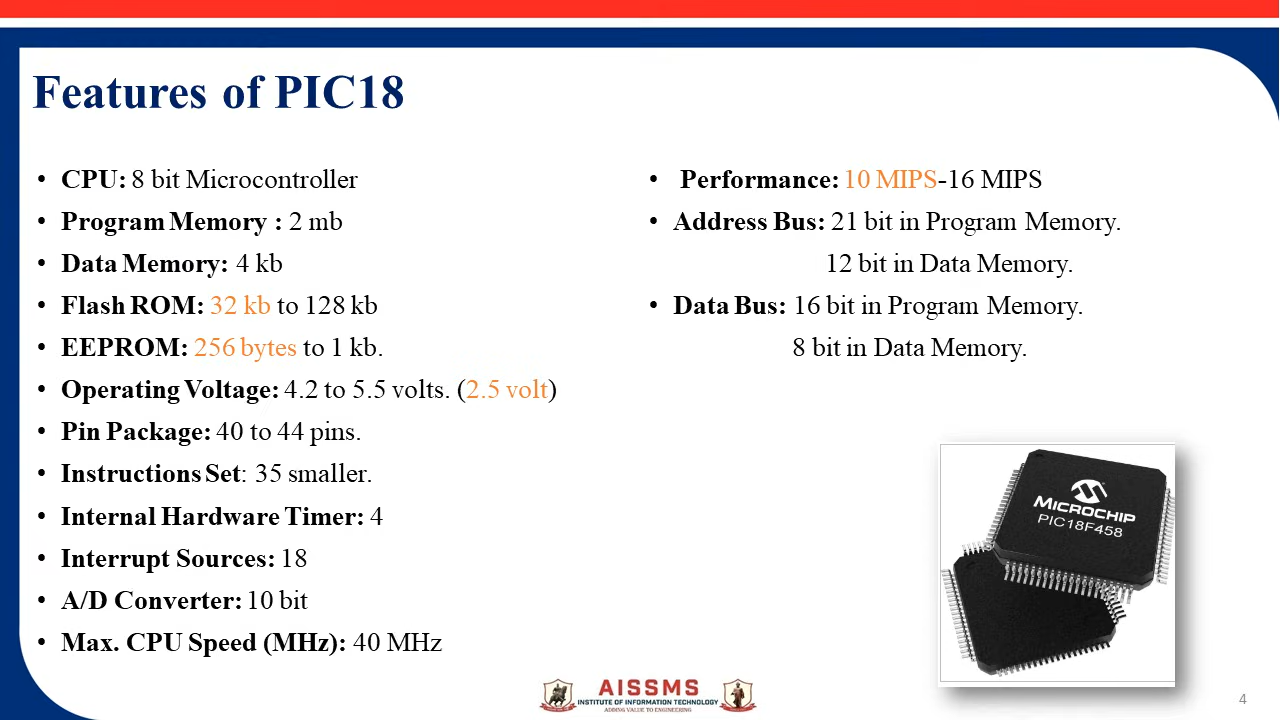 Features of PIC18
• CPU: 8 bit Microcontroller
• Program Memory : 2 mb
• Data Memory: 4 kb
• Flash ROM: 32 kb to 128 kb
• EEPROM: 256 bytes to 1 kb.
• Operating Voltage: 4.2 to 5.5 volts. (2.5 volt)
• Pin Package: 40 to 44 pins.
• Instructions Set: 35 smaller.
• Internal Hardware Timer: 4
• Interrupt Sources: 18
• A/D Converter: 10 bit
• Max. CPU Speed (MHz): 40 MHz
• Performance: 10 MIPS-16 MIPS
• Address Bus: 21 bit in Program Memory.
12 bit in Data Memory.
• Data Bus: 16 bit in Program Memory.
8 bit in Data Memory.
MICROCHIP
PIC18F458
AISSMS
INSTITUTE OF INFORMATION TECHNOLOGY
ADDING VALUE TO ENGINEERING
4